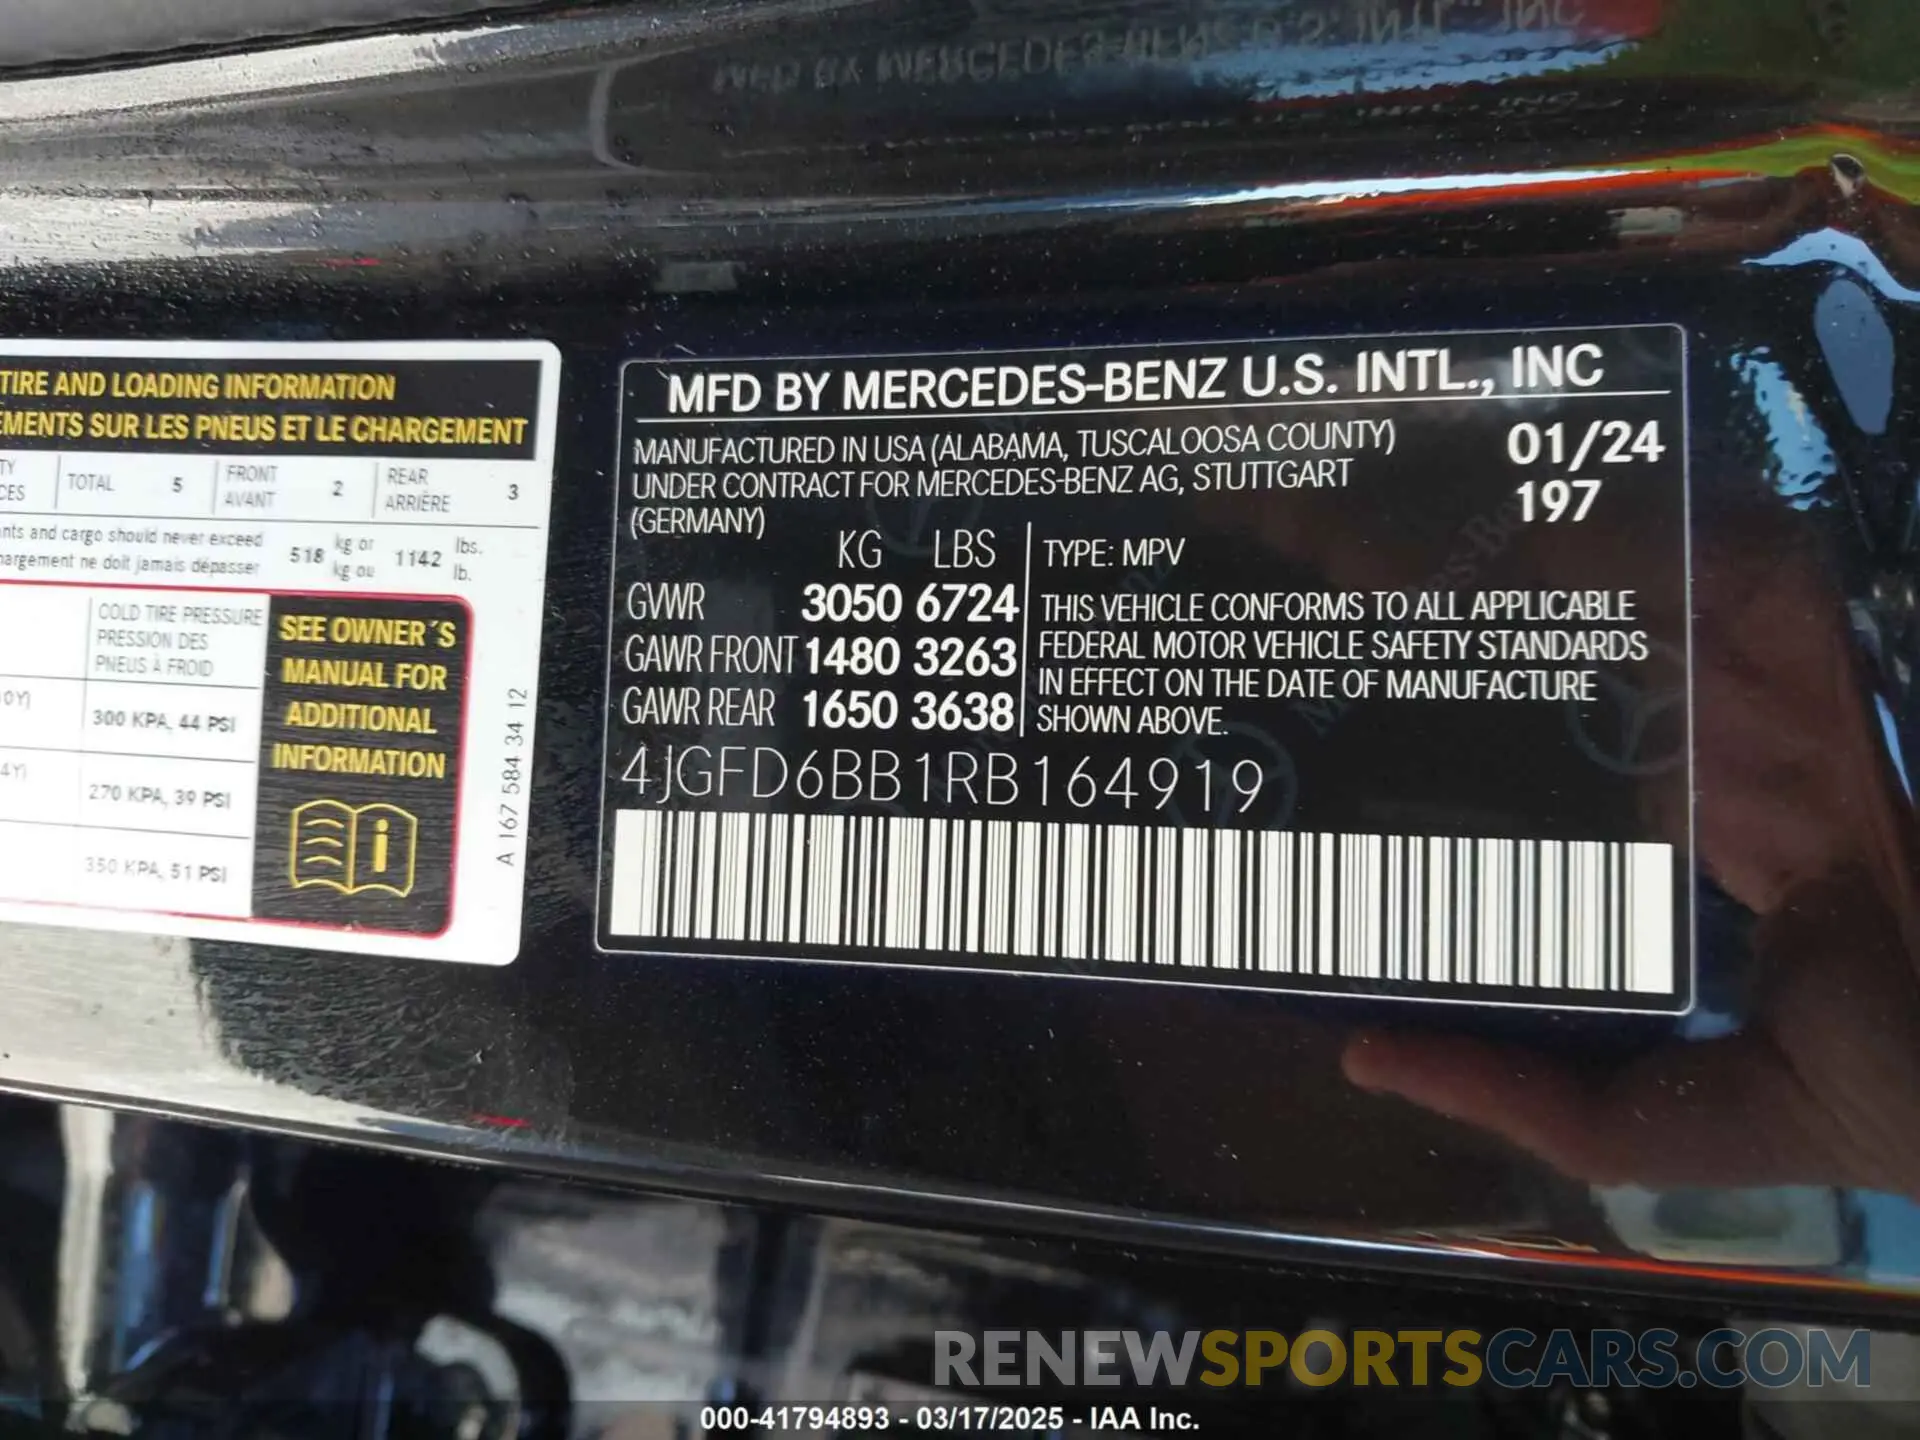 TIRE AND LOADING INFORMATION
EMENTS SUR LES PNEUS ET LE CHARGEMENT
TOTAL 5 FRONT AVANT 2 REAR ARRIÈRE 3
and cargo should never exceed
ne doit jamais dépasser
518 kg or kg ou 1142 lbs. lb.
COLD TIRE PRESSURE
PRESSION DES
PNEUS À FROID
300 KPA, 44 PSI
270 KPA, 39 PSI
350 KPA, 51 PSI
SEE OWNER´S
MANUAL FOR
ADDITIONAL
INFORMATION
A 167 584 34 12
MFD BY MERCEDES-BENZ U.S. INTL., INC
MANUFACTURED IN USA (ALABAMA, TUSCALOOSA COUNTY) 01/24
UNDER CONTRACT FOR MERCEDES-BENZ AG, STUTTGART 197
(GERMANY)
KG LBS
GVWR 3050 6724
GAWR FRONT 1480 3263
GAWR REAR 1650 3638
TYPE: MPV
THIS VEHICLE CONFORMS TO ALL APPLICABLE
FEDERAL MOTOR VEHICLE SAFETY STANDARDS
IN EFFECT ON THE DATE OF MANUFACTURE
SHOWN ABOVE.
4JGFD6BB1RB164919
RENEWSPORTSCARS.COM
000-41794893 - 03/17/2025 - IAA Inc.